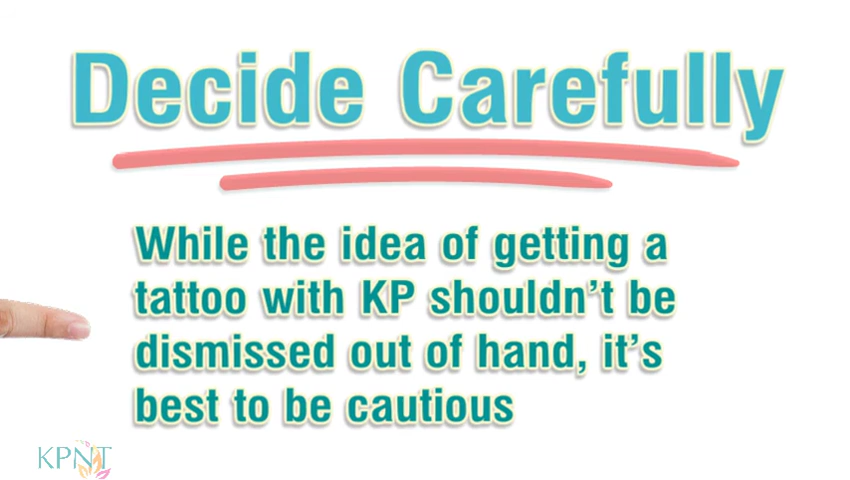 Decide Carefully
While the idea of getting a
tattoo with KP shouldn't be
dismissed out of hand, it's
best to be cautious
KPNT